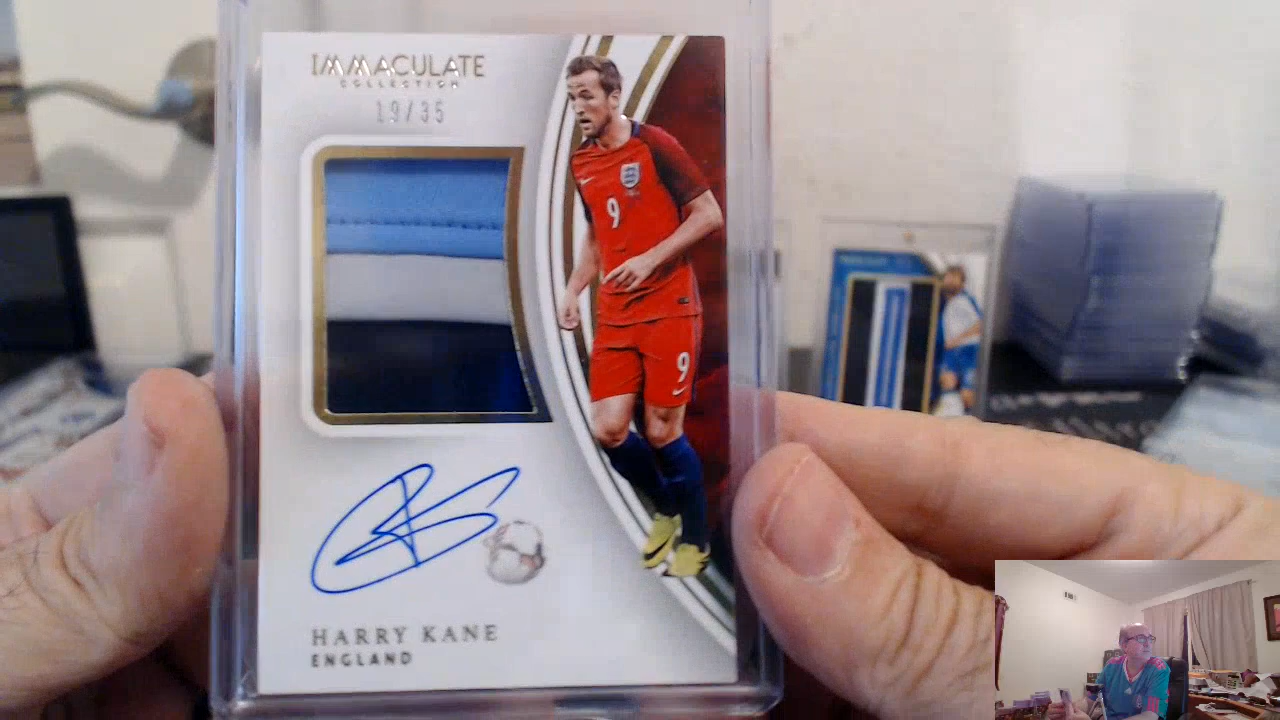 IMMACULATE
COLLECTION
19/35
9
9
HARRY KANE
ENGLAND